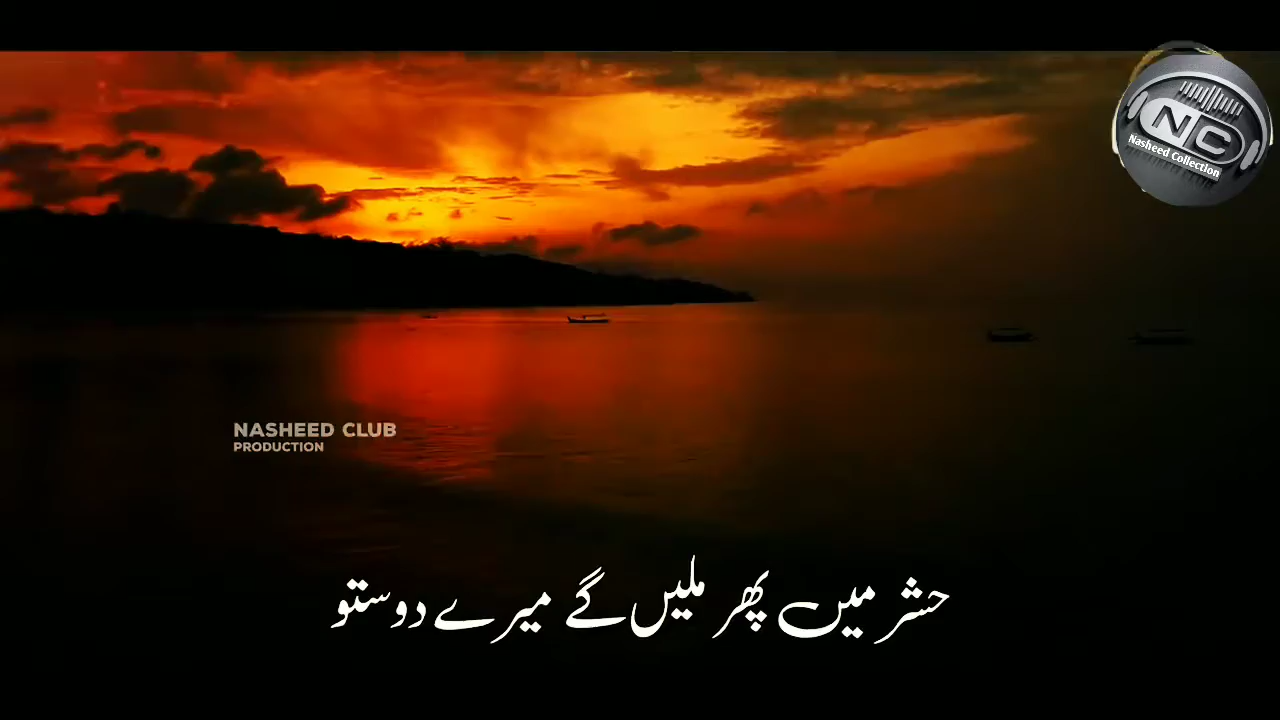 NC
Nasheed Collection
NASHEED CLUB
PRODUCTION
حشر میں پھر ملیں گے میرے دوستو